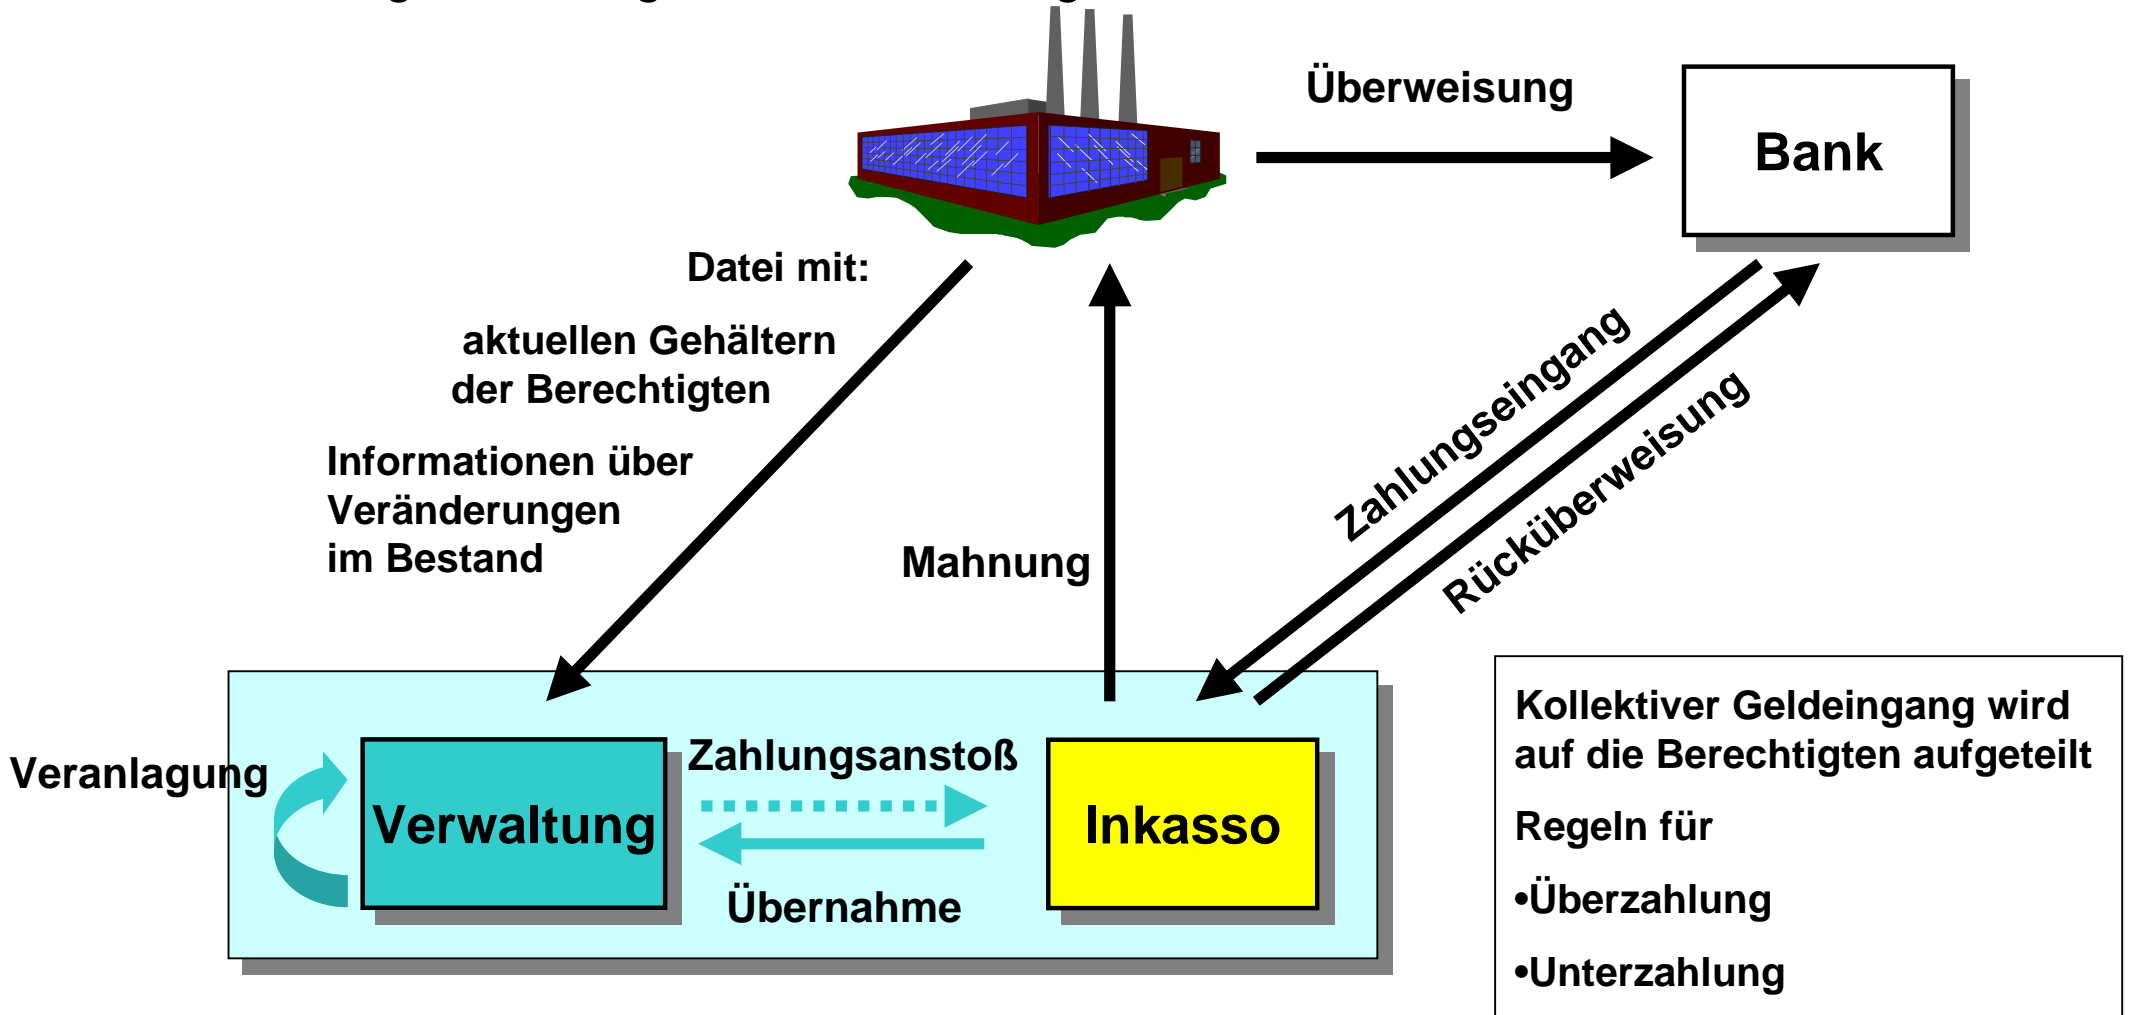 Überweisung
Bank
Datei mit:
aktuellen Gehältern
der Berechtigten
Informationen über
Veränderungen
im Bestand
Mahnung
Zahlungseingang
Rücküberweisung
Veranlagung
Verwaltung
Zahlungsanstoß
Übernahme
Inkasso
Kollektiver Geldeingang wird
auf die Berechtigten aufgeteilt
Regeln für
•Überzahlung
•Unterzahlung